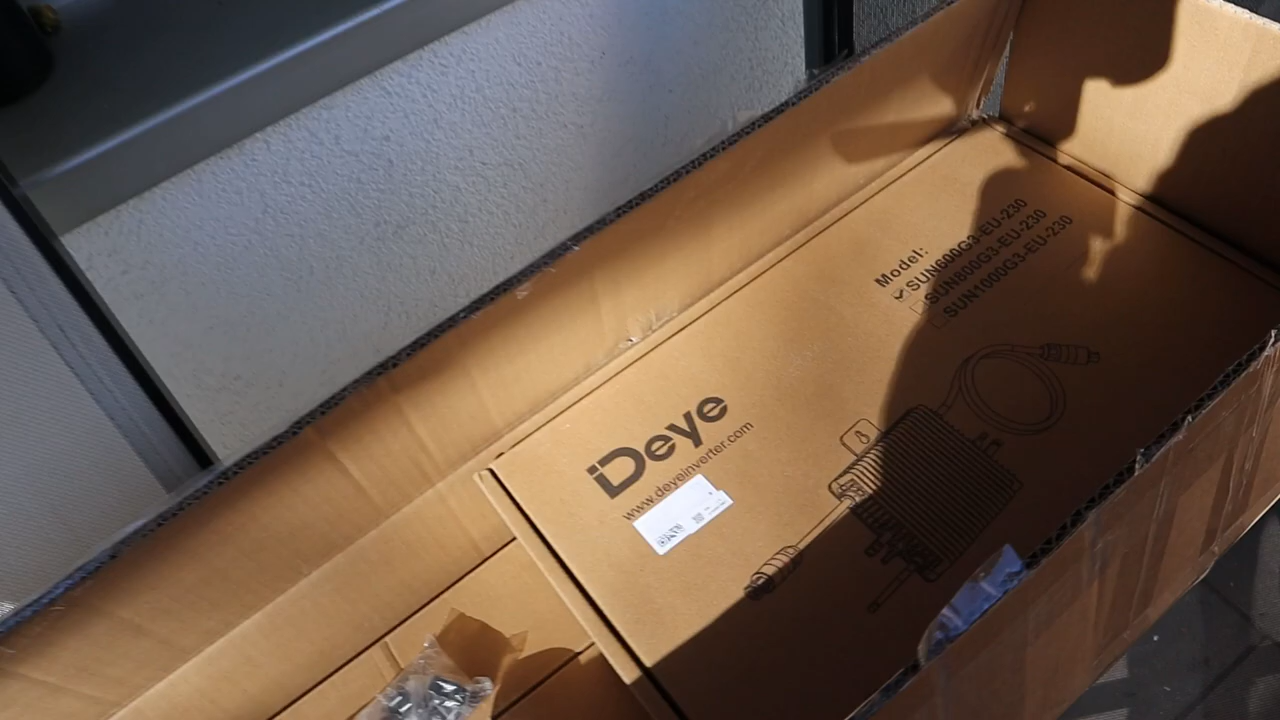 Model:
SUN600G3-EU-230
SUN800G3-EU-230
SUN1000G3-EU-230
Deye
www.deyeinverter.com